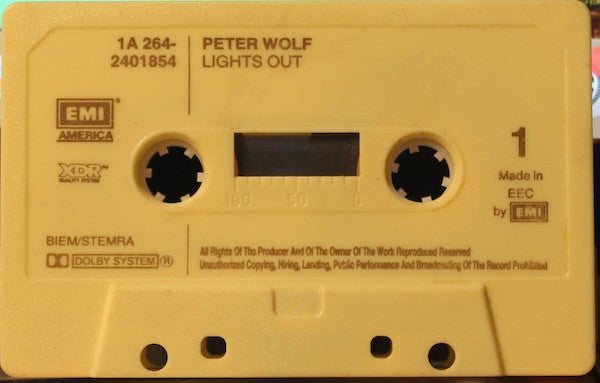 1A 264-
2401854
PETER WOLF
LIGHTS OUT
EMI
AMERICA
XDR
QUALITY SYSTEM
1
Made in
EEC
by EMI
100 50 0
BIEM/STEMRA
DOLBY SYSTEM ®
All Rights Of The Producer And Of The Owner Of The Work Reproduced Reserved
Unauthorized Copying, Hiring, Lending, Public Performance And Broadcasting Of The Record Prohibited